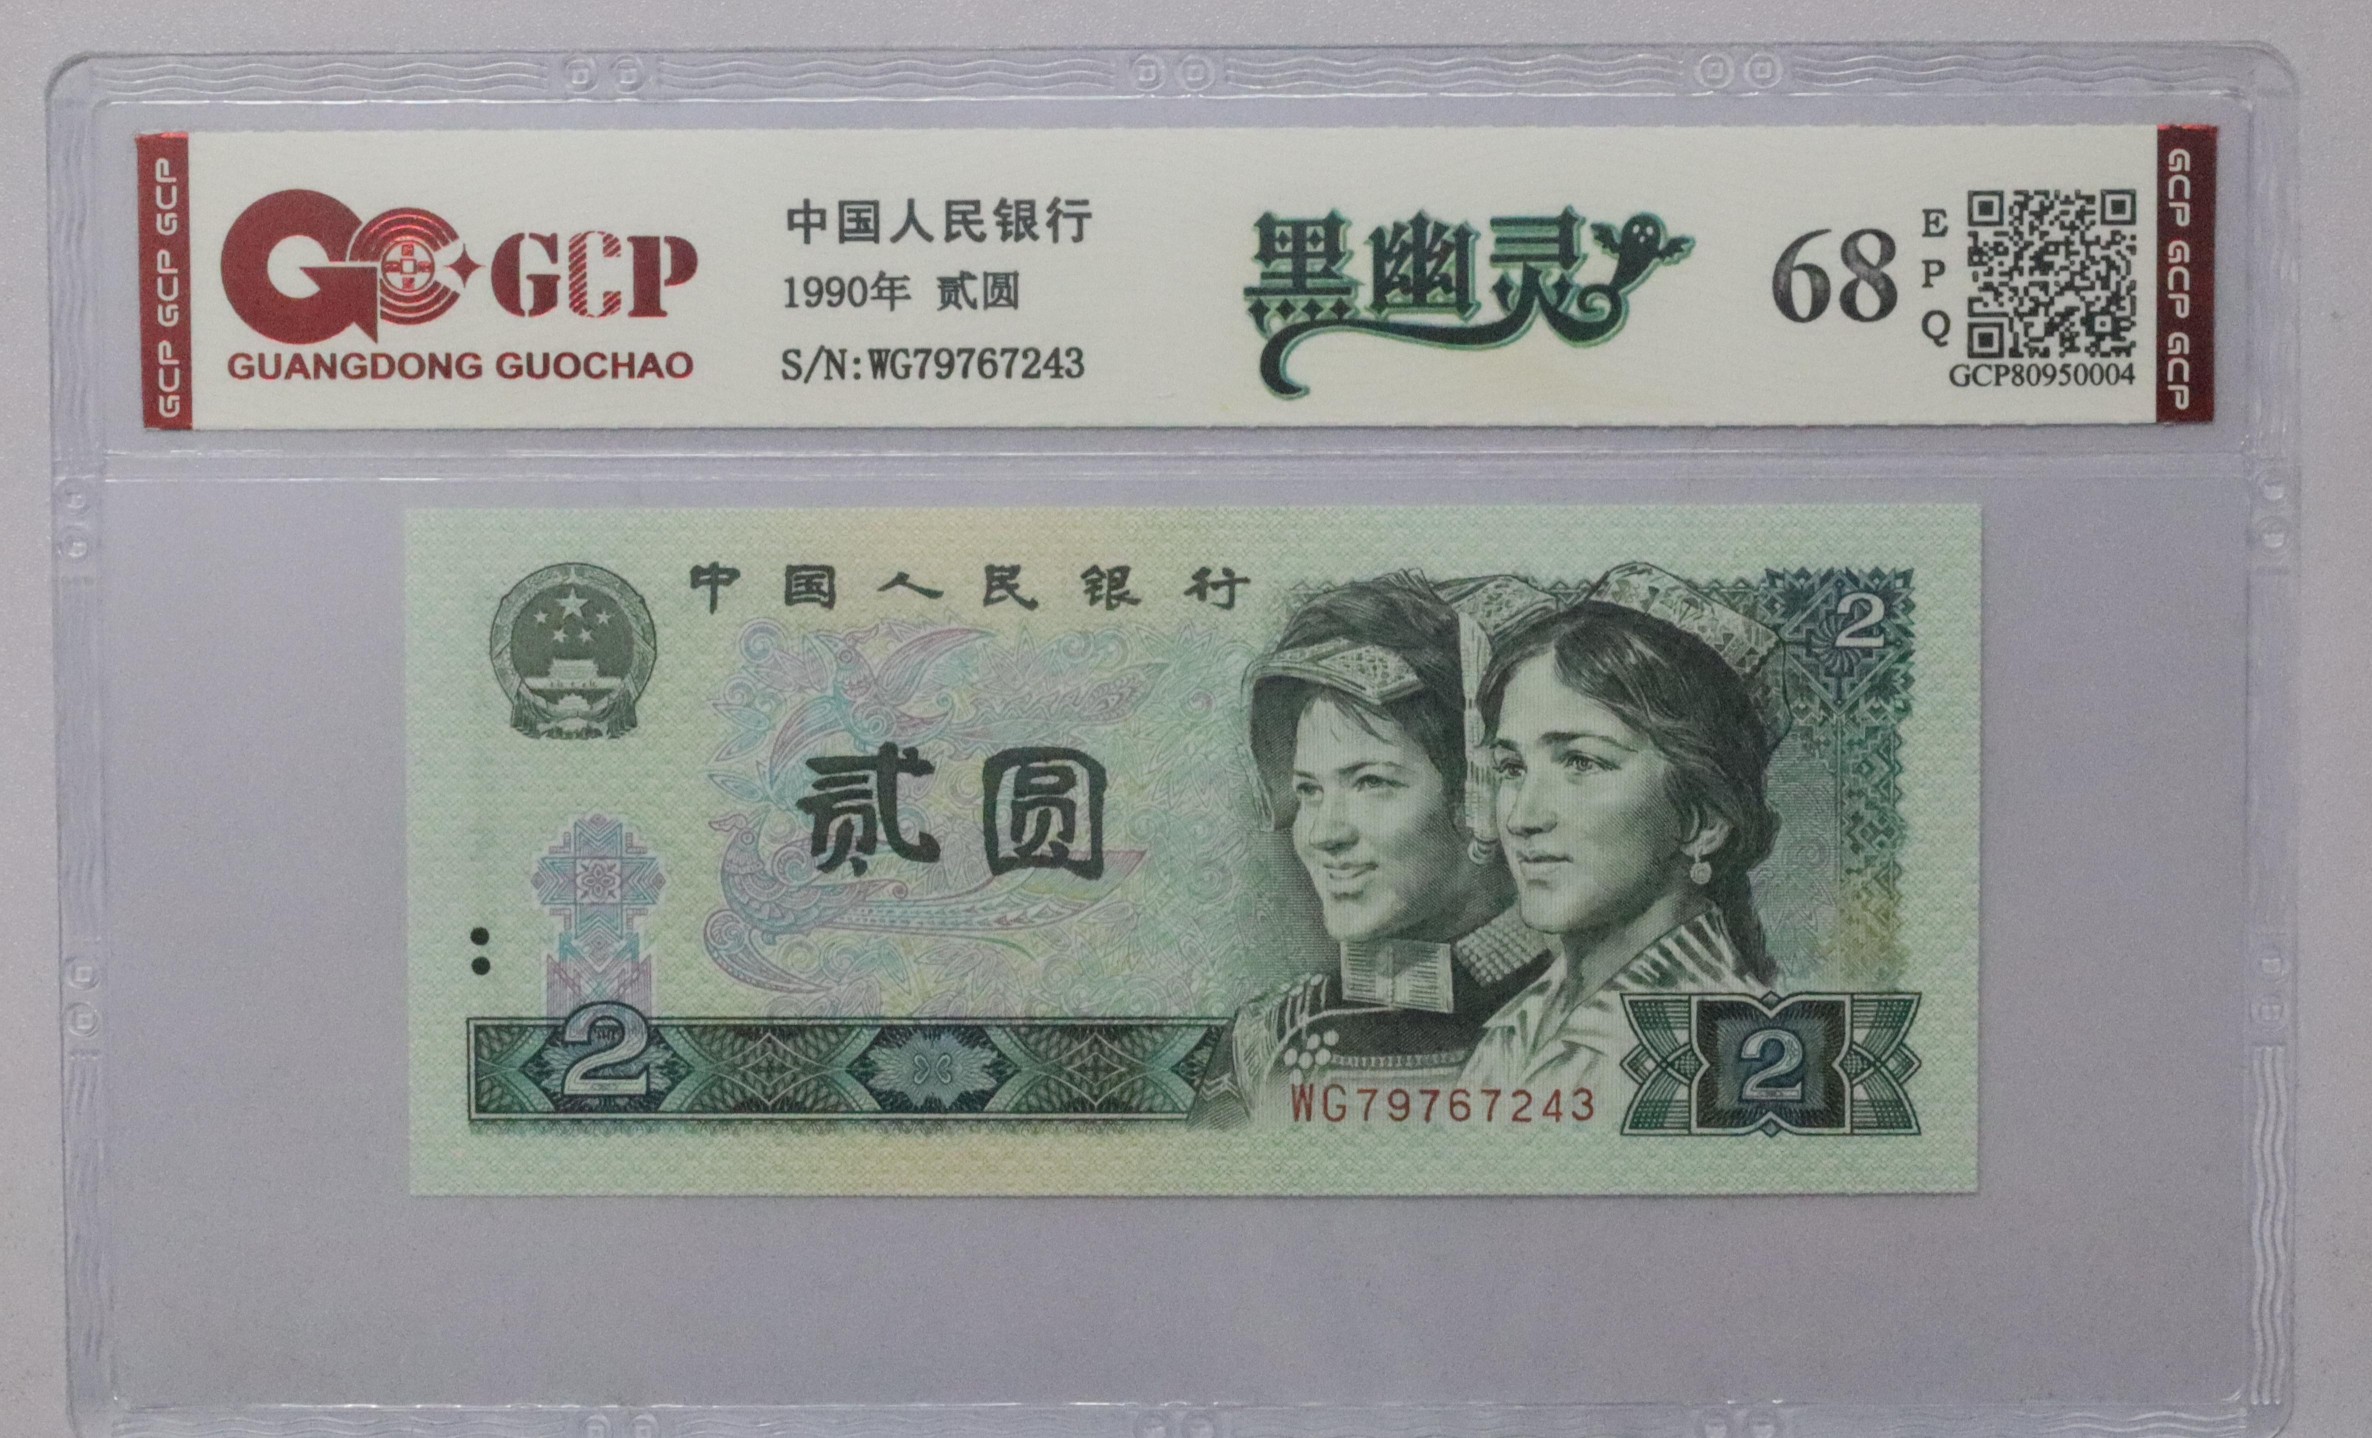 GCP GCP GCP
GCP
GUANGDONG GUOCHAO
中国人民银行
1990年 贰圆
S/N:WG79767243
黑幽灵
68
E
P
Q
GCP80950004
GCP GCP GCP
中国人民银行
2
贰圆
2
WG79767243
2